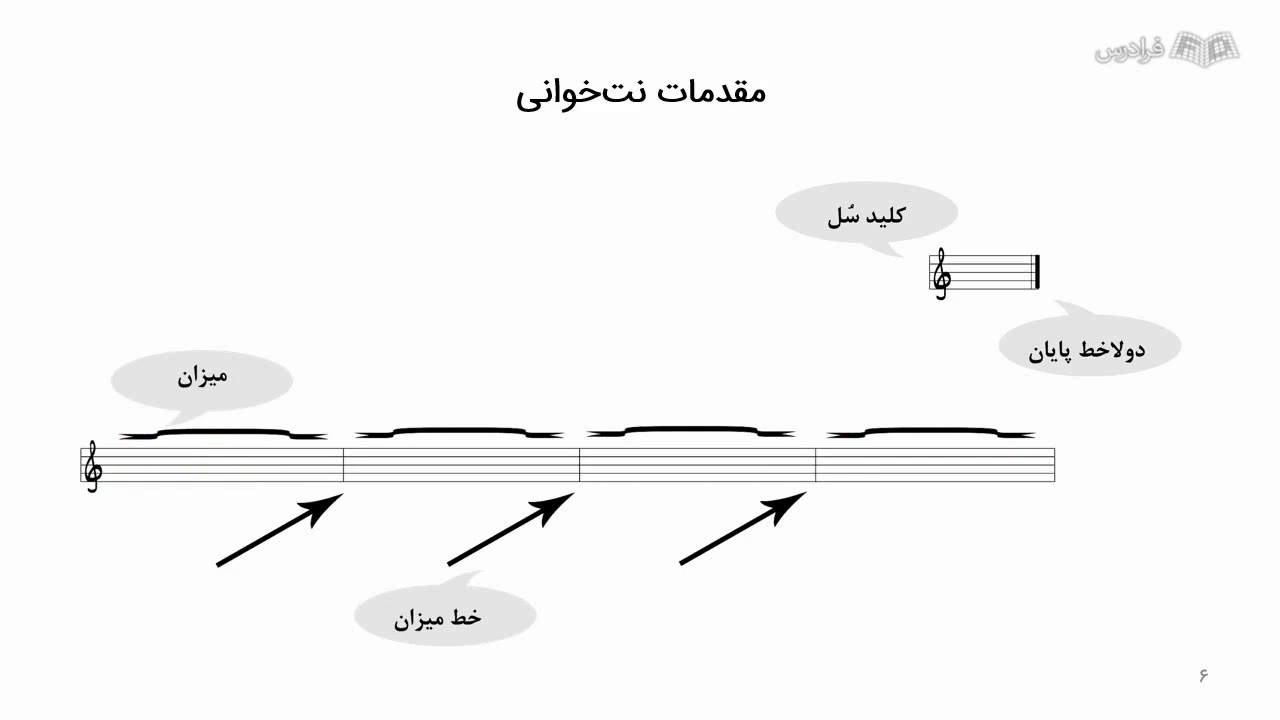 فرادرس
مقدمات نت‌خوانی
کلید سُل
دولاخط پایان
میزان
خط میزان
۶